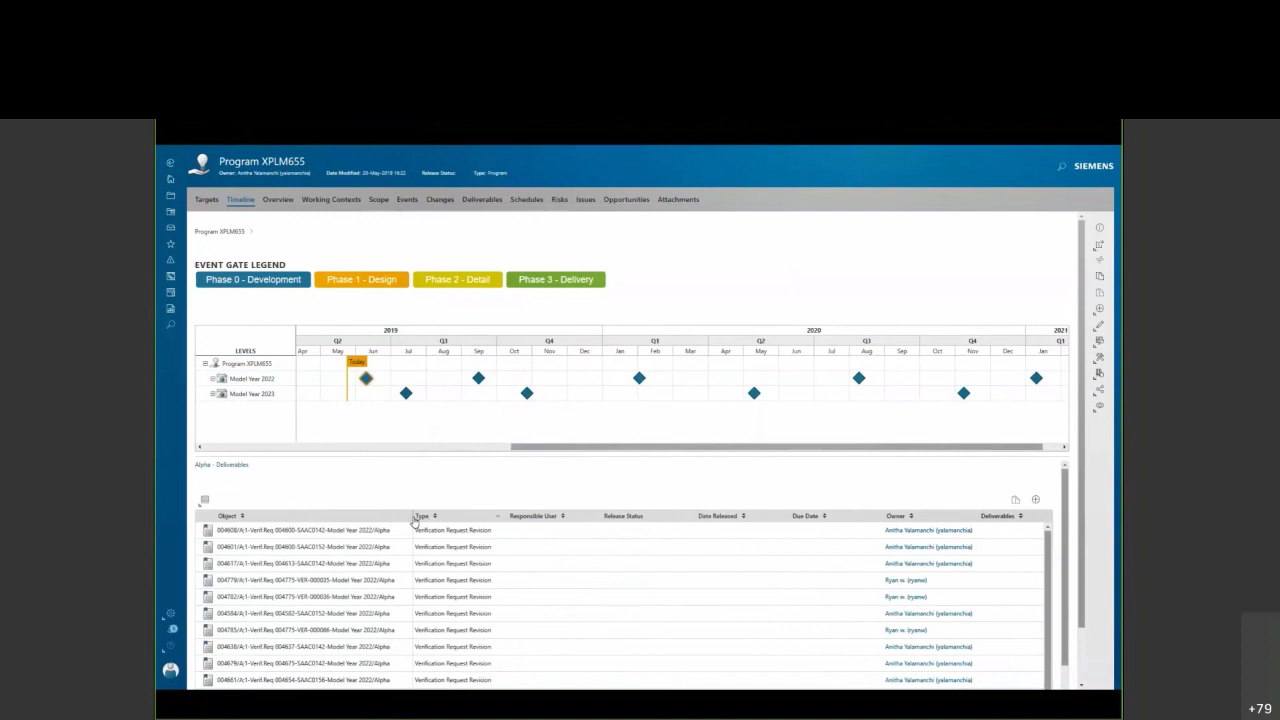 Program XPLM655
Owner: Anitha Yalamanchi (yalamanchia) Date Modified: 20-May-2019 16:22 Release Status: Type: Program
SIEMENS
Targets Timeline Overview Working Contexts Scope Events Changes Deliverables Schedules Risks Issues Opportunities Attachments
Program XPLM655
EVENT GATE LEGEND
Phase 0 - Development Phase 1 - Design Phase 2 - Detail Phase 3 - Delivery
2019 2020 2021
Q2 Q3 Q4 Q1 Q2 Q3 Q4 Q1
LEVELS Apr May Jun Jul Aug Sep Oct Nov Dec Jan Feb Mar Apr May Jun Jul Aug Sep Oct Nov Dec Jan
Program XPLM655 Today
Model Year 2022
Model Year 2023
Alpha - Deliverables
Object Type Responsible User Release Status Date Released Due Date Owner Deliverables
004608/A;1-Verif.Req 004600-SAAC0142-Model Year 2022/Alpha Verification Request Revision Anitha Yalamanchi (yalamanchia)
004601/A;1-Verif.Req 004600-SAAC0152-Model Year 2022/Alpha Verification Request Revision Anitha Yalamanchi (yalamanchia)
004617/A;1-Verif.Req 004613-SAAC0142-Model Year 2022/Alpha Verification Request Revision Anitha Yalamanchi (yalamanchia)
004779/A;1-Verif.Req 004775-VER-000035-Model Year 2022/Alpha Verification Request Revision Ryan w. (ryanw)
004782/A;1-Verif.Req 004775-VER-000036-Model Year 2022/Alpha Verification Request Revision Ryan w. (ryanw)
004584/A;1-Verif.Req 004582-SAAC0152-Model Year 2022/Alpha Verification Request Revision Anitha Yalamanchi (yalamanchia)
004785/A;1-Verif.Req 004775-VER-000066-Model Year 2022/Alpha Verification Request Revision Ryan w. (ryanw)
004638/A;1-Verif.Req 004637-SAAC0142-Model Year 2022/Alpha Verification Request Revision Anitha Yalamanchi (yalamanchia)
004679/A;1-Verif.Req 004675-SAAC0142-Model Year 2022/Alpha Verification Request Revision Anitha Yalamanchi (yalamanchia)
004661/A;1-Verif.Req 004654-SAAC0156-Model Year 2022/Alpha Verification Request Revision Anitha Yalamanchi (yalamanchia)
+79